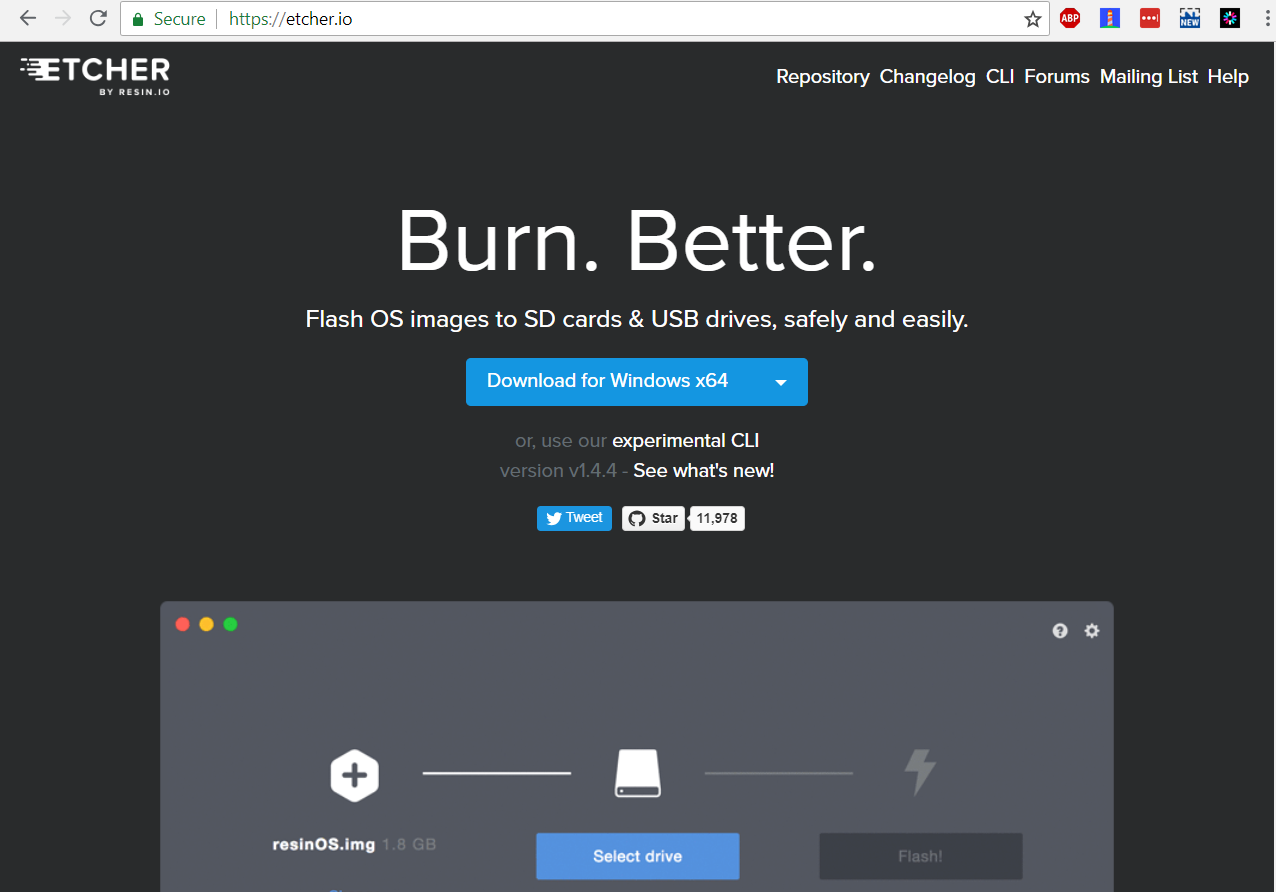 Secure https://etcher.io
ABP NEW
ETCHER
BY RESIN.IO
Repository Changelog CLI Forums Mailing List Help
Burn. Better.
Flash OS images to SD cards & USB drives, safely and easily.
Download for Windows x64
or, use our experimental CLI
version v1.4.4 - See what's new!
Tweet Star 11,978
resinOS.img 1.8 GB
Select drive
Flash!